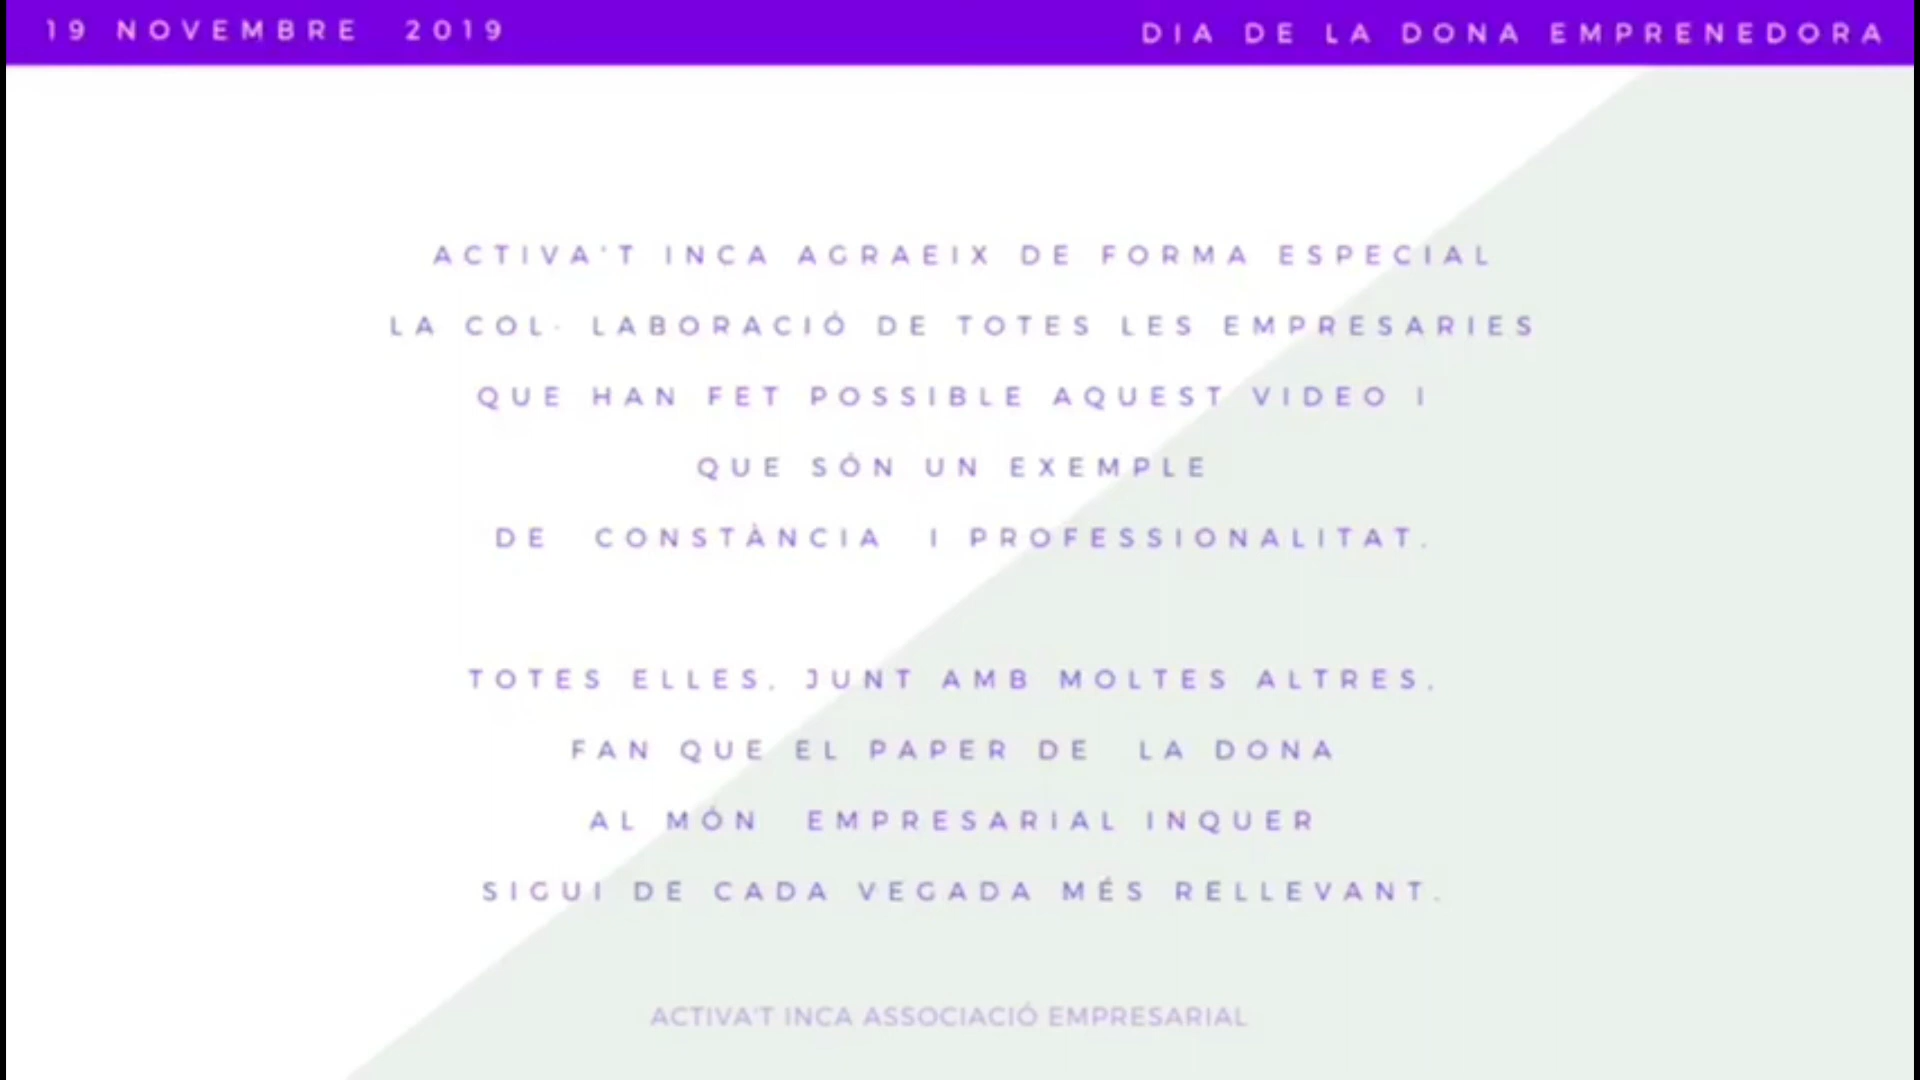 19 NOVEMBRE 2019
DIA DE LA DONA EMPRENEDORA
ACTIVA'T INCA AGRAEIX DE FORMA ESPECIAL
LA COL· LABORACIÓ DE TOTES LES EMPRESARIES
QUE HAN FET POSSIBLE AQUEST VIDEO I
QUE SÓN UN EXEMPLE
DE CONSTÀNCIA I PROFESSIONALITAT.
TOTES ELLES, JUNT AMB MOLTES ALTRES,
FAN QUE EL PAPER DE LA DONA
AL MÓN EMPRESARIAL INQUER
SIGUI DE CADA VEGADA MÉS RELLEVANT.
ACTIVA'T INCA ASSOCIACIÓ EMPRESARIAL